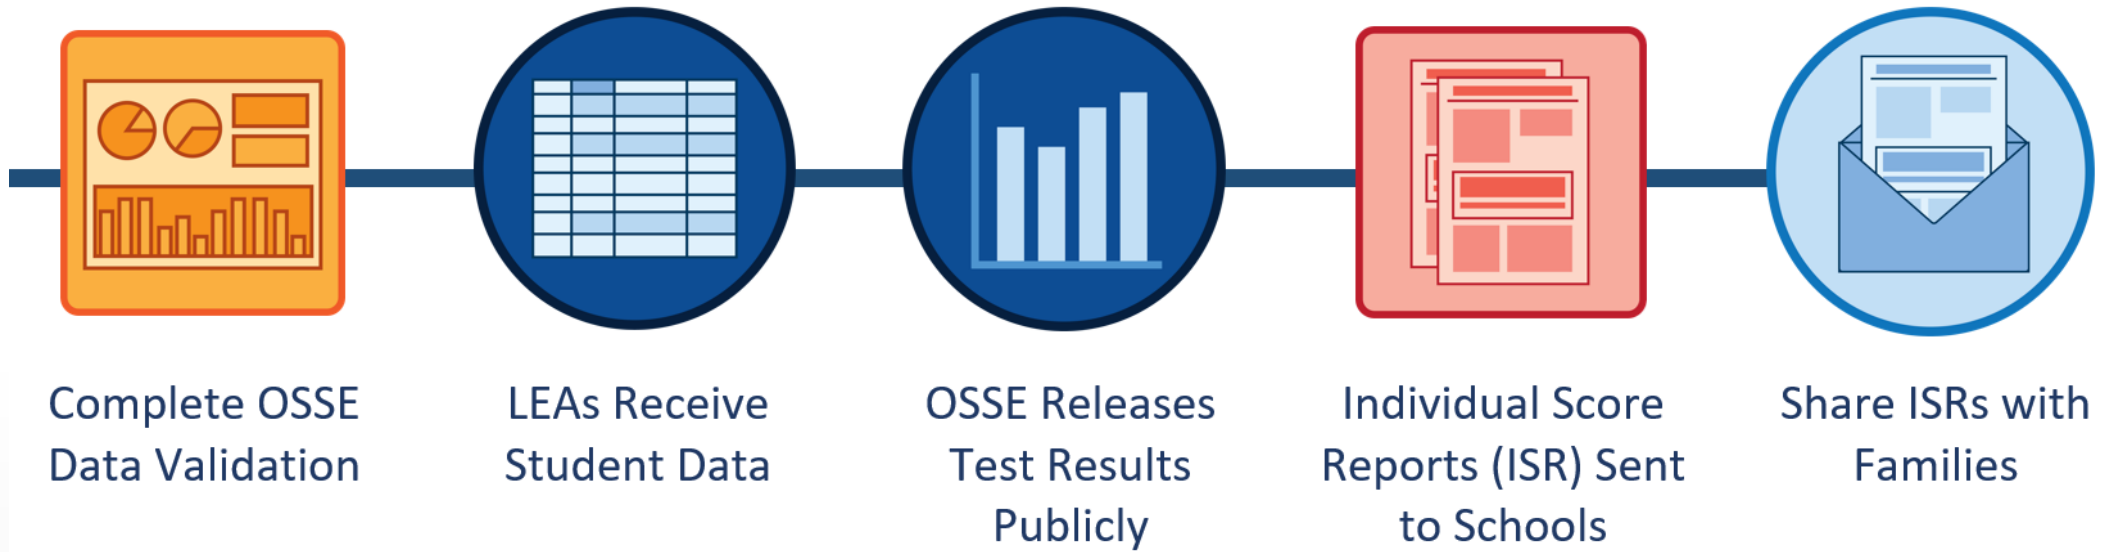 Complete OSSE
Data Validation
LEAs Receive
Student Data
OSSE Releases
Test Results
Publicly
Individual Score
Reports (ISR) Sent
to Schools
Share ISRs with
Families